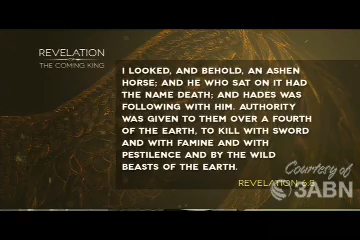 REVELATION
THE COMING KING
I LOOKED, AND BEHOLD, AN ASHEN
HORSE; AND HE WHO SAT ON IT HAD
THE NAME DEATH; AND HADES WAS
FOLLOWING WITH HIM. AUTHORITY
WAS GIVEN TO THEM OVER A FOURTH
OF THE EARTH, TO KILL WITH SWORD
AND WITH FAMINE AND WITH
PESTILENCE AND BY THE WILD
BEASTS OF THE EARTH.
REVELATION 6:8
Courtesy of
3ABN